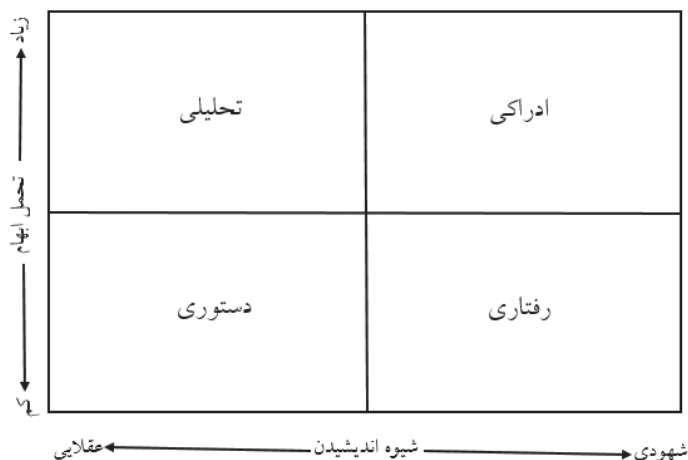 زیاد
ادراکی
تحلیلی
تحمل ابهام
رفتاری
دستوری
کم
شهودی
شیوه اندیشیدن
عقلایی